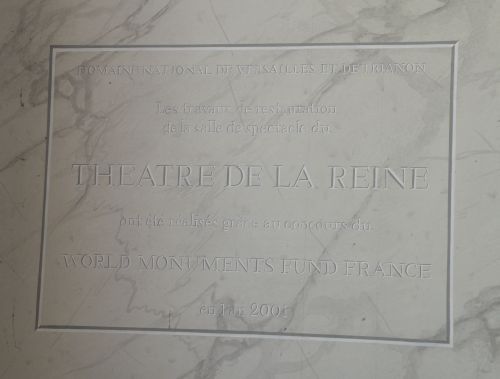 DOMAINE NATIONAL DE VERSAILLES ET DE TRIANON
Les travaux de restauration
de la salle de spectacle du
THEATRE DE LA REINE
ont été réalisés grâce au concours du
WORLD MONUMENTS FUND FRANCE
en l'an 2001